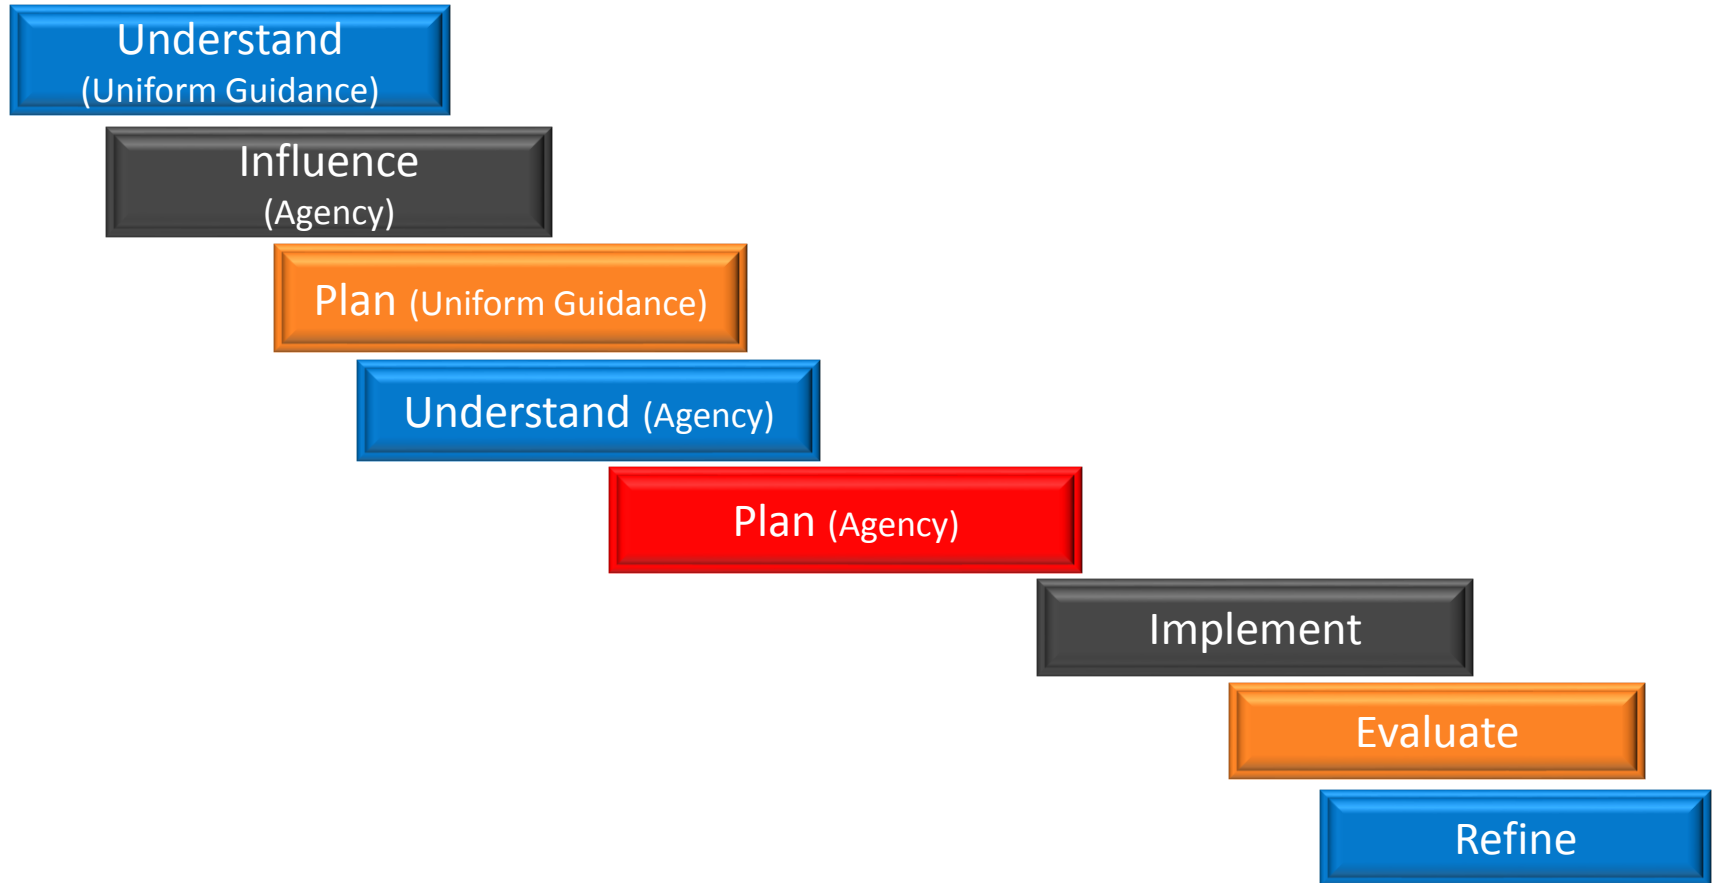 Understand
(Uniform Guidance)
Influence
(Agency)
Plan (Uniform Guidance)
Understand (Agency)
Plan (Agency)
Implement
Evaluate
Refine